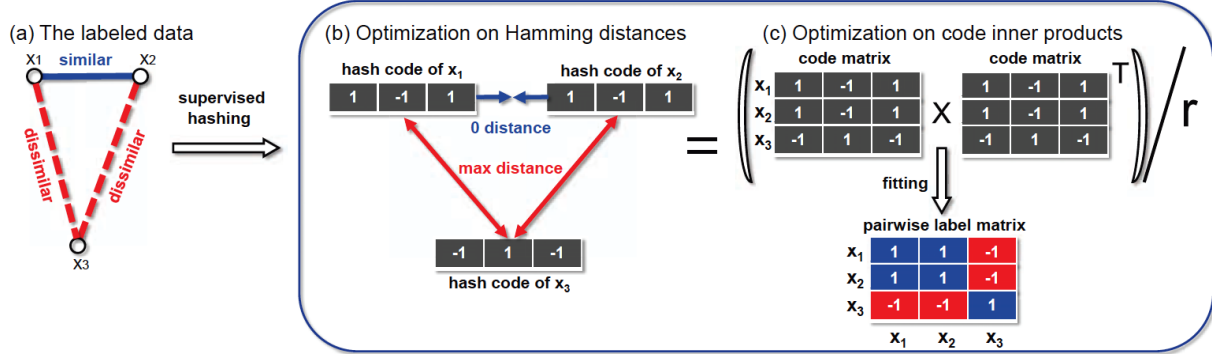 (a) The labeled data
X1 similar X2
dissimilar dissimilar
X3
supervised
hashing
(b) Optimization on Hamming distances
hash code of x1 hash code of x2
1 -1 1 1 -1 1
0 distance
max distance
-1 1 -1
hash code of x3
=
(c) Optimization on code inner products
code matrix code matrix
x1 1 -1 1 1 -1 1 T
x2 1 -1 1 X 1 -1 1 / r
x3 -1 1 -1 -1 1 -1
fitting
pairwise label matrix
x1 1 1 -1
x2 1 1 -1
x3 -1 -1 1
x1 x2 x3